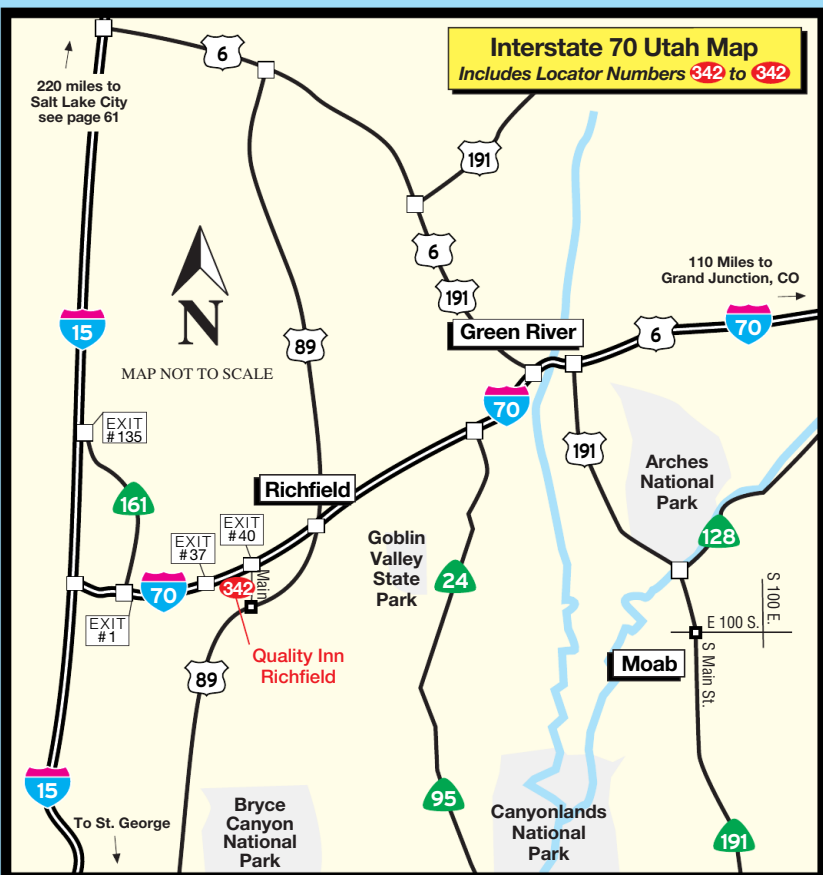 Interstate 70 Utah Map
Includes Locator Numbers 342 to 342
6
220 miles to
Salt Lake City
see page 61
191
6
191
110 Miles to
Grand Junction, CO
N
MAP NOT TO SCALE
15
89
Green River
6
70
70
EXIT
#135
191
Arches
National
Park
161
Richfield
EXIT
#37
EXIT
#40
Goblin
Valley
State
Park
128
24
70
342
Main
EXIT
#1
S 100 E.
E 100 S.
Quality Inn
Richfield
89
Moab
S Main St.
15
95
To St. George
Bryce
Canyon
National
Park
Canyonlands
National
Park
191